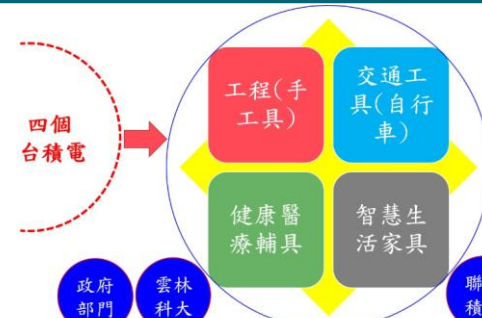 四個
台積電
工程(手
工具)
交通工
具(自行
車)
健康醫
療輔具
智慧生
活家具
政府
部門
雲林
科大
聯
積